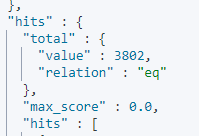 },
"hits" : {
"total" : {
"value" : 3802,
"relation" : "eq"
},
"max_score" : 0.0,
"hits" : [